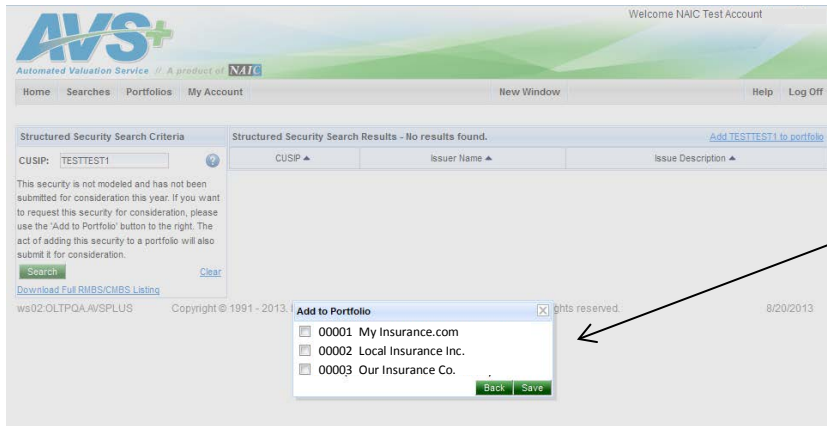 Welcome NAIC Test Account
AVS+
Automated Valuation Service // A product of NAIC
Home Searches Portfolios My Account New Window Help Log Off
Structured Security Search Criteria
CUSIP: TESTTEST1 ?
This security is not modeled and has not been
submitted for consideration this year. If you want
to request this security for consideration, please
use the 'Add to Portfolio' button to the right. The
act of adding this security to a portfolio will also
submit it for consideration.
Search Clear
Download Full RMBS/CMBS Listing
Structured Security Search Results - No results found. Add TESTTEST1 to portfolio
CUSIP Issuer Name Issue Description
Add to Portfolio
00001 My Insurance.com
00002 Local Insurance Inc.
00003 Our Insurance Co.
Back Save
ws02:OLTPQA:AVSPLUS Copyright © 1991 - 2013. ghts reserved. 8/20/2013